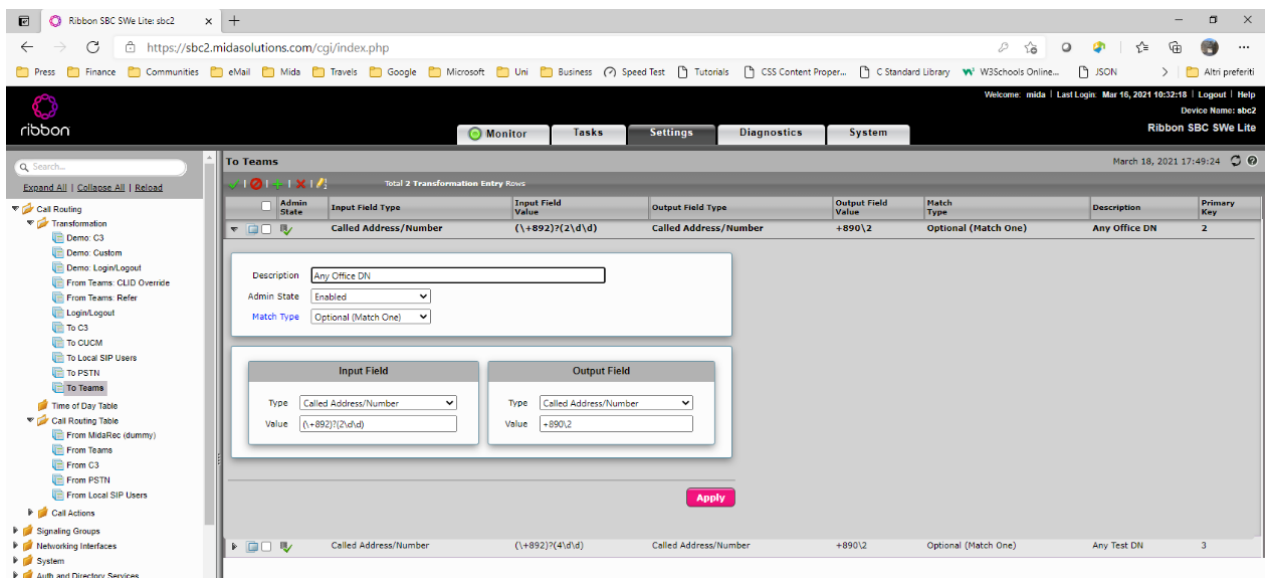 Ribbon SBC SWe Lite: sbc2
https://sbc2.midasolutions.com/cgi/index.php
Press Finance Communities eMail Mida Travels Google Microsoft Uni Business Speed Test Tutorials CSS Content Proper... C Standard Library W3Schools Online... JSON Altri preferiti
Welcome: mida | Last Login: Mar 16, 2021 10:32:18 | Logout | Help
Device Name: sbc2
ribbon
Monitor Tasks Settings Diagnostics System
Ribbon SBC SWe Lite
Search...
Expand All | Collapse All | Reload
Call Routing
Transformation
Demo: C3
Demo: Custom
Demo: Login/Logout
From Teams: CLID Override
From Teams: Refer
Login/Logout
To C3
To CUCM
To Local SIP Users
To PSTN
To Teams
Time of Day Table
Call Routing Table
From MidaRec (dummy)
From Teams
From C3
From PSTN
From Local SIP Users
Call Actions
Signaling Groups
Networking Interfaces
System
Auth and Directory Services
To Teams March 18, 2021 17:49:24
Total 2 Transformation Entry Rows
Admin State Input Field Type Input Field Value Output Field Type Output Field Value Match Type Description Primary Key
Called Address/Number (\+892)?(2\d\d) Called Address/Number +890\2 Optional (Match One) Any Office DN 2
Description Any Office DN
Admin State Enabled
Match Type Optional (Match One)
Input Field Output Field
Type Called Address/Number Type Called Address/Number
Value (\+892)?(2\d\d) Value +890\2
Apply
Called Address/Number (\+892)?(4\d\d) Called Address/Number +890\2 Optional (Match One) Any Test DN 3